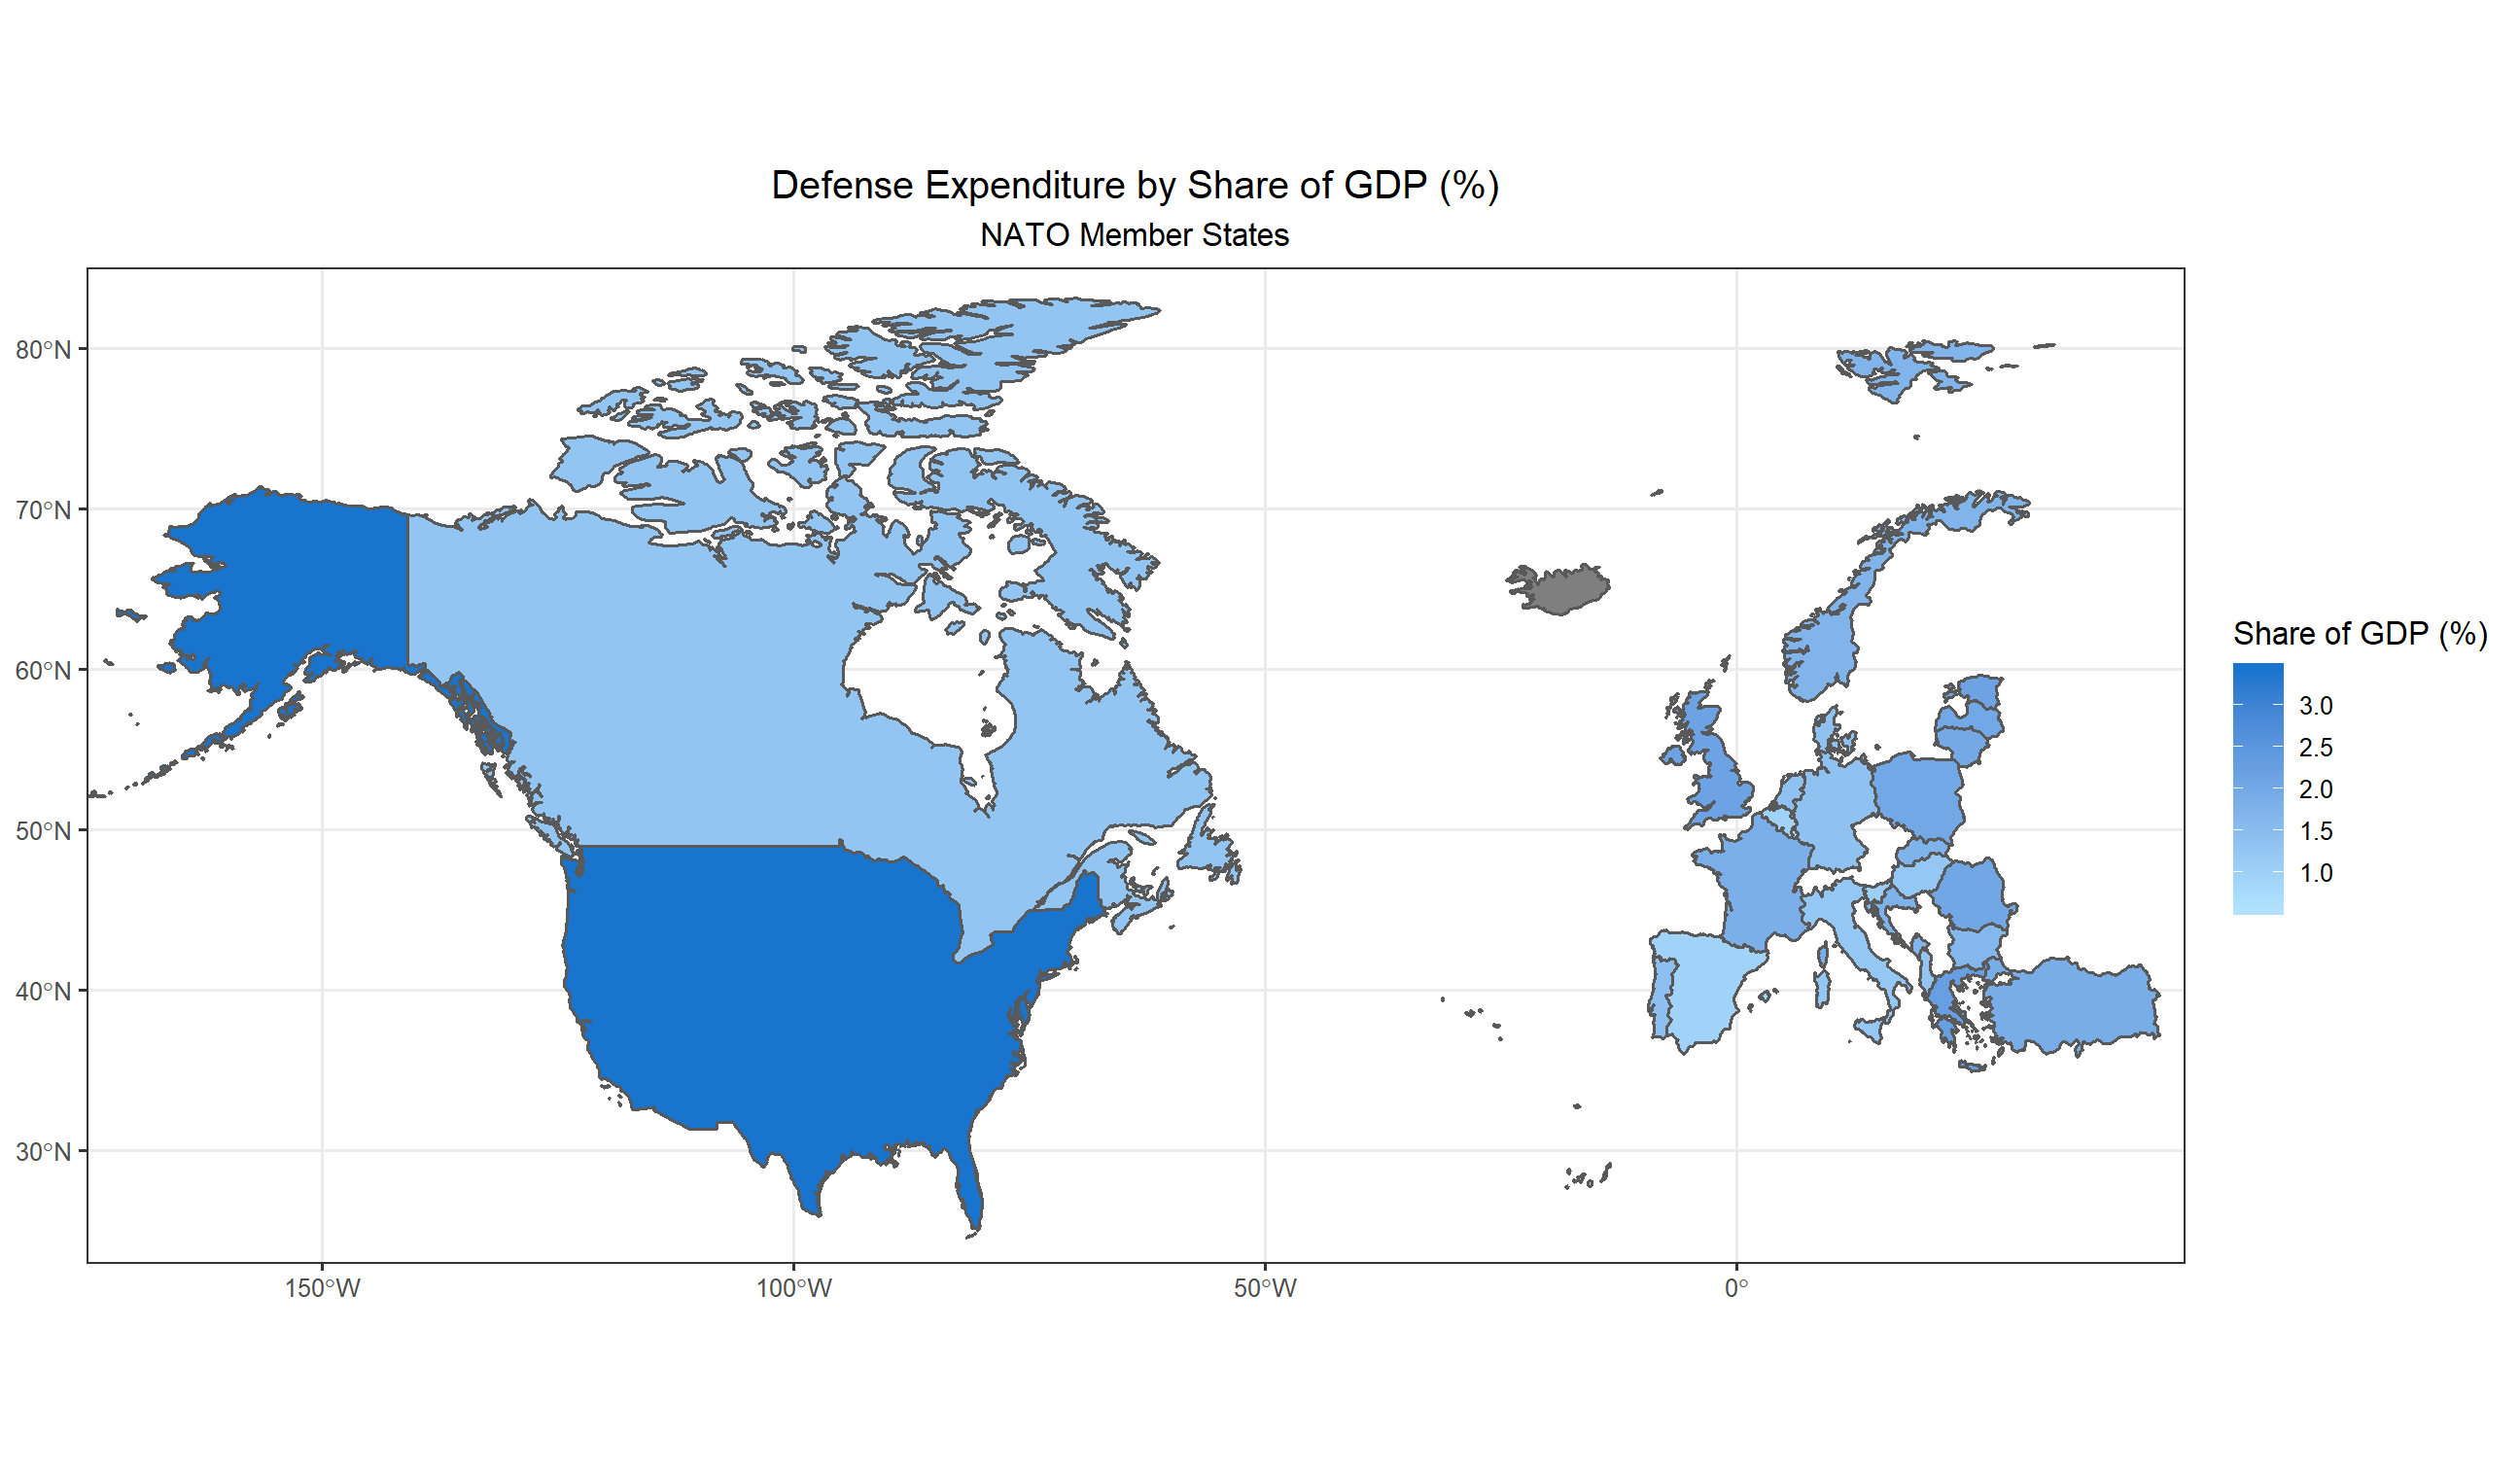 Defense Expenditure by Share of GDP (%)
NATO Member States
80°N
70°N
60°N
50°N
40°N
30°N
150°W
100°W
50°W
0°
Share of GDP (%)
3.0
2.5
2.0
1.5
1.0